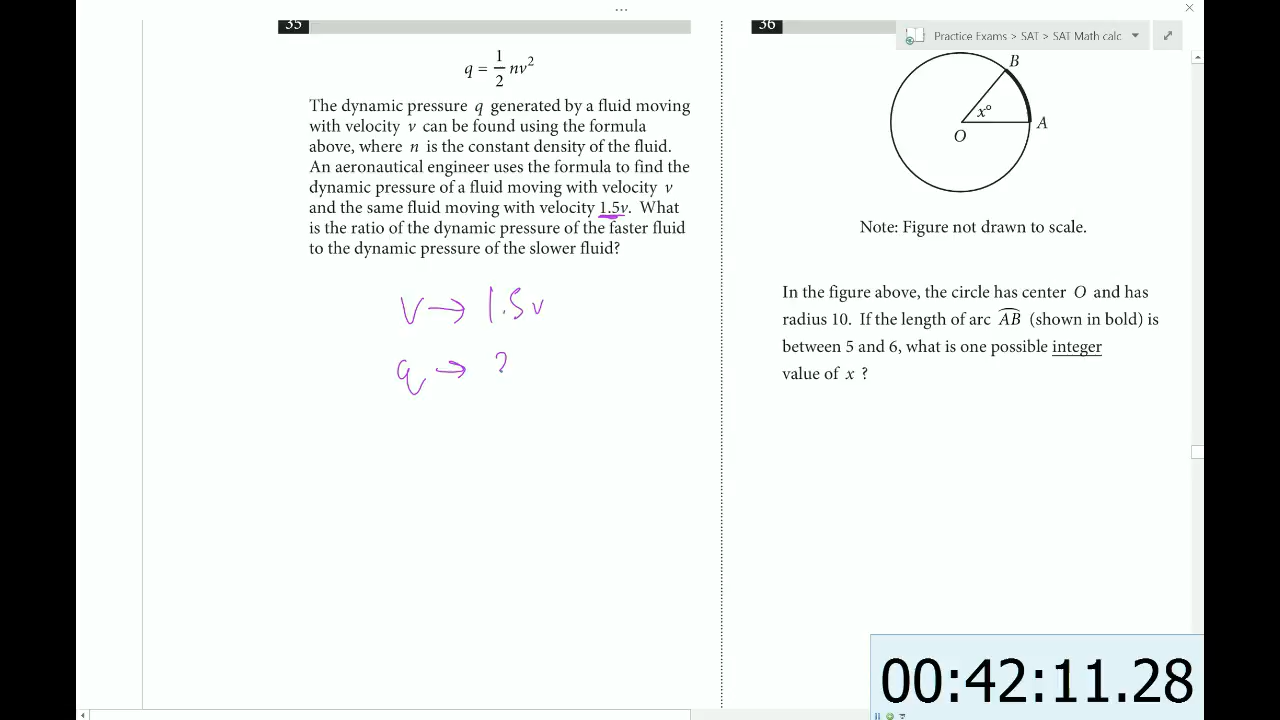 ...
35
36
Practice Exams > SAT > SAT Math calc
q = 1/2 nv²
The dynamic pressure q generated by a fluid moving
with velocity v can be found using the formula
above, where n is the constant density of the fluid.
An aeronautical engineer uses the formula to find the
dynamic pressure of a fluid moving with velocity v
and the same fluid moving with velocity 1.5v. What
is the ratio of the dynamic pressure of the faster fluid
to the dynamic pressure of the slower fluid?
v → 1.5v
q → ?
B
x°
O
A
Note: Figure not drawn to scale.
In the figure above, the circle has center O and has
radius 10. If the length of arc AB (shown in bold) is
between 5 and 6, what is one possible integer
value of x ?
00:42:11.28